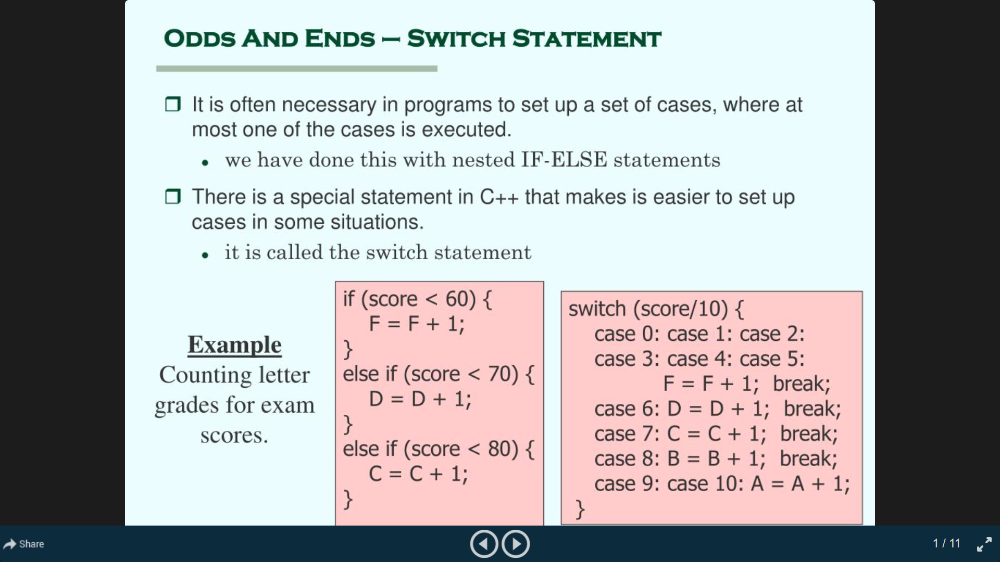 ODDS AND ENDS – SWITCH STATEMENT
It is often necessary in programs to set up a set of cases, where at
most one of the cases is executed.
• we have done this with nested IF-ELSE statements
There is a special statement in C++ that makes is easier to set up
cases in some situations.
• it is called the switch statement
Example
Counting letter
grades for exam
scores.
if (score < 60) {
F = F + 1;
}
else if (score < 70) {
D = D + 1;
}
else if (score < 80) {
C = C + 1;
}
switch (score/10) {
case 0: case 1: case 2:
case 3: case 4: case 5:
F = F + 1; break;
case 6: D = D + 1; break;
case 7: C = C + 1; break;
case 8: B = B + 1; break;
case 9: case 10: A = A + 1;
}
Share
1 / 11